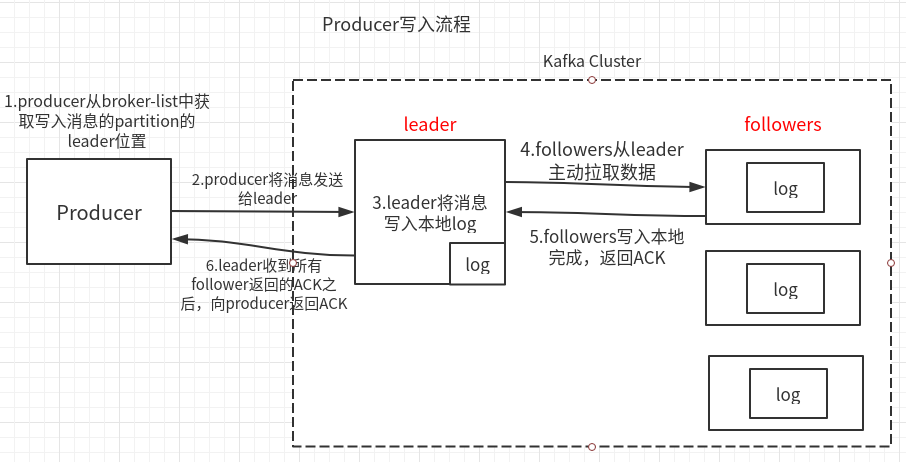 Producer写入流程
Kafka Cluster
1.producer从broker-list中获
取写入消息的partition的
leader位置
Producer
2.producer将消息发送
给leader
leader
3.leader将消息
写入本地log
log
4.followers从leader
主动拉取数据
5.followers写入本地
完成，返回ACK
6.leader收到所有
follower返回的ACK之
后，向producer返回ACK
followers
log
log
log